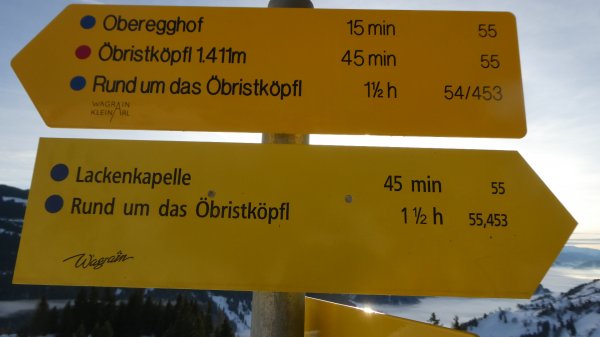 Oberegghof 15 min 55
Öbristköpfl 1.411m 45 min 55
Rund um das Öbristköpfl 1½ h 54/453
WAGRAIN
KLEINARL
Lackenkapelle 45 min 55
Rund um das Öbristköpfl 1 ½ h 55,453
Wagrain